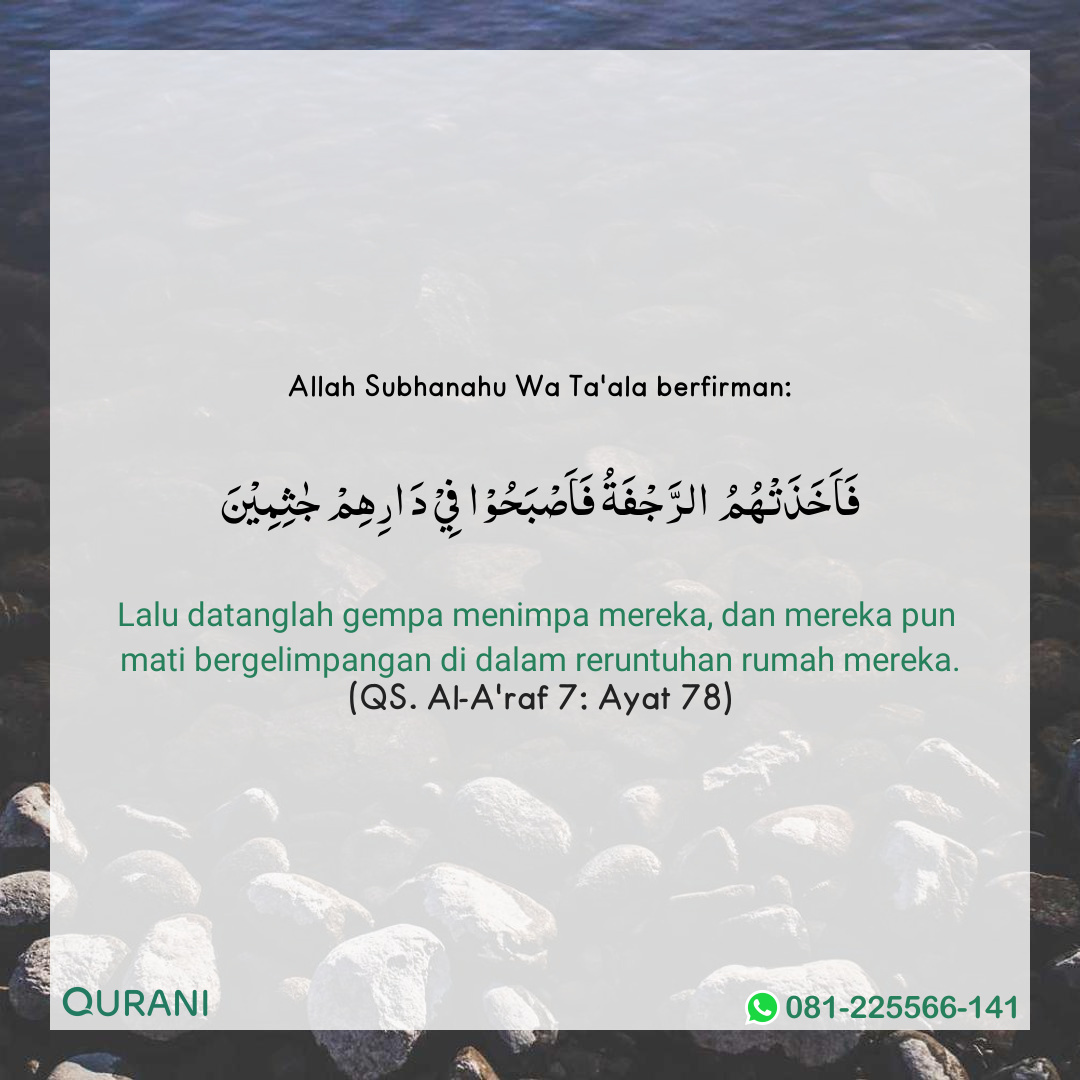 Allah Subhanahu Wa Ta'ala berfirman:
فَاَخَذَتْهُمُ الرَّجْفَةُ فَاَصْبَحُوْا فِيْ دَارِهِمْ جٰثِمِيْنَ
Lalu datanglah gempa menimpa mereka, dan mereka pun
mati bergelimpangan di dalam reruntuhan rumah mereka.
(QS. Al-A'raf 7: Ayat 78)
QURANI
081-225566-141